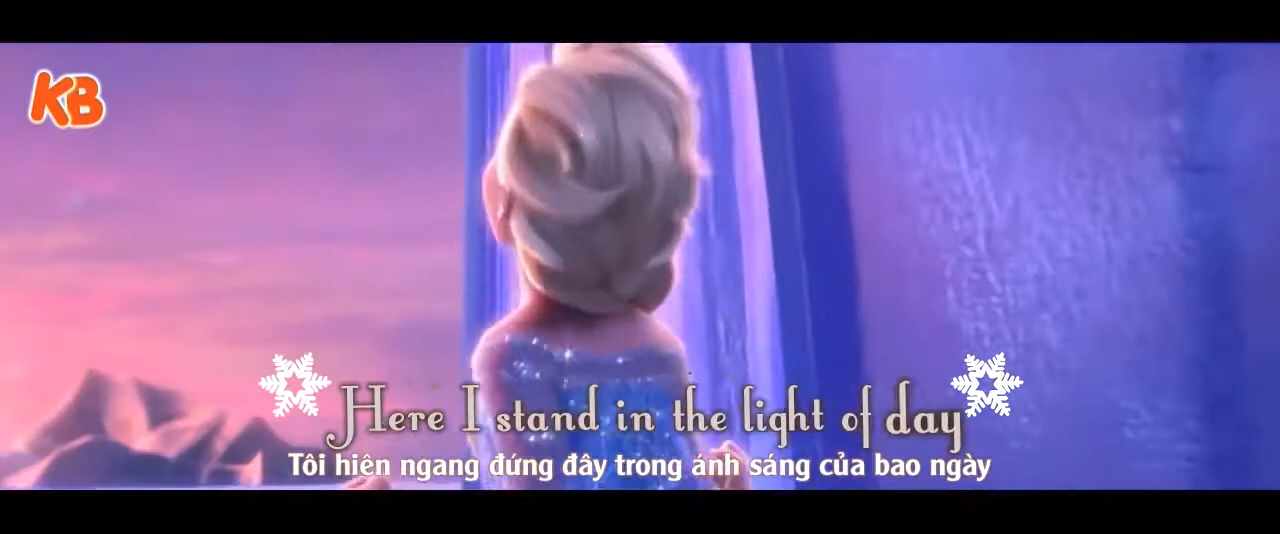 KB
Here I stand in the light of day
Tôi hiên ngang đứng đây trong ánh sáng của bao ngày